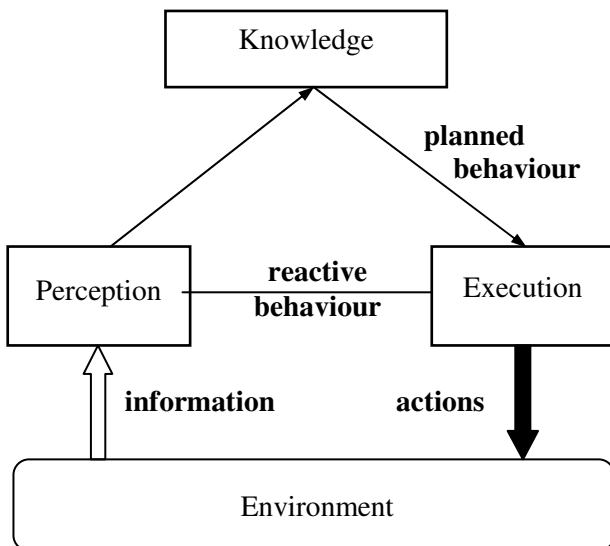 Knowledge
planned
behaviour
Perception
reactive
behaviour
Execution
information
actions
Environment